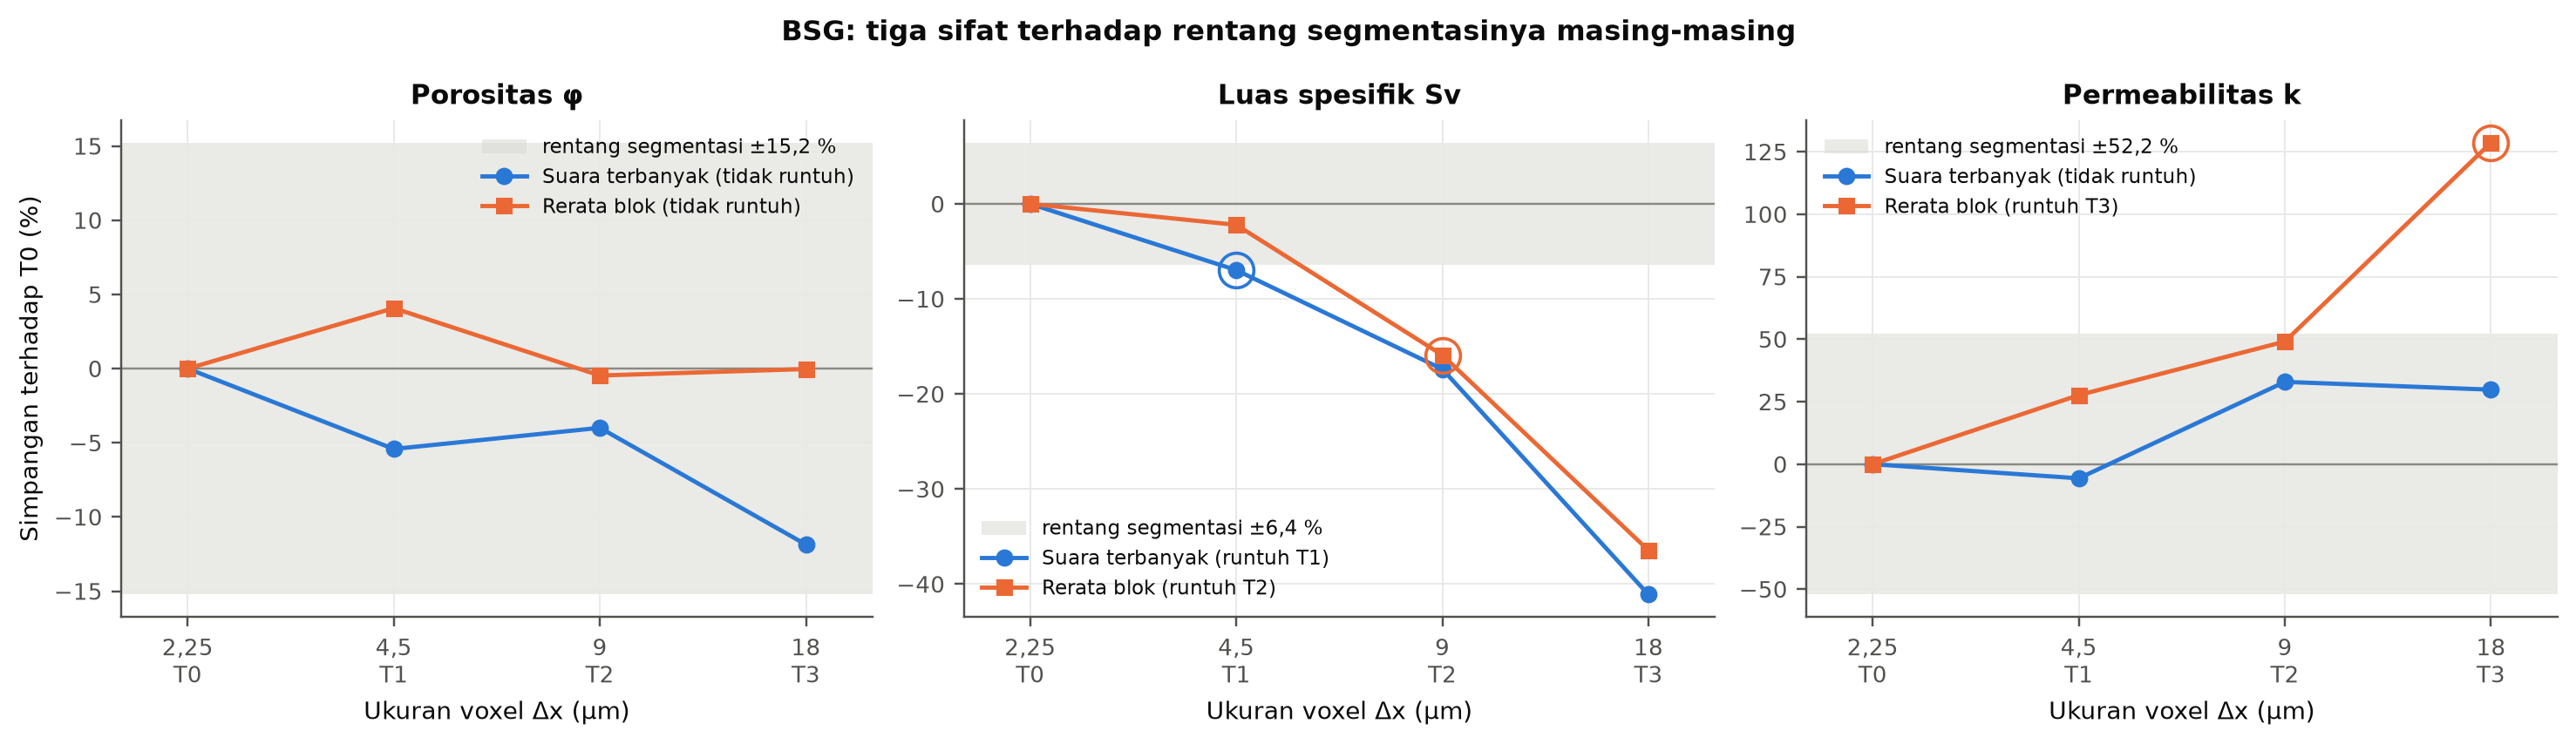 BSG: tiga sifat terhadap rentang segmentasinya masing-masing
Porositas φ
Simpangan terhadap T0 (%)
15
10
5
0
−5
−10
−15
rentang segmentasi ±15,2 %
Suara terbanyak (tidak runtuh)
Rerata blok (tidak runtuh)
2,25 4,5 9 18
T0 T1 T2 T3
Ukuran voxel Δx (µm)
Luas spesifik Sv
0
−10
−20
−30
−40
rentang segmentasi ±6,4 %
Suara terbanyak (runtuh T1)
Rerata blok (runtuh T2)
2,25 4,5 9 18
T0 T1 T2 T3
Ukuran voxel Δx (µm)
Permeabilitas k
125
100
75
50
25
0
−25
−50
rentang segmentasi ±52,2 %
Suara terbanyak (tidak runtuh)
Rerata blok (runtuh T3)
2,25 4,5 9 18
T0 T1 T2 T3
Ukuran voxel Δx (µm)